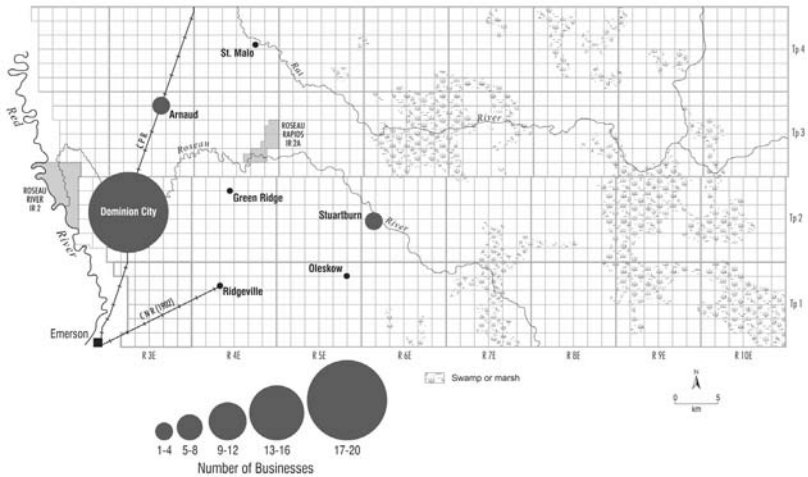 St. Malo
Rat
Tp 4
Red
Arnaud
CPR
ROSEAU
RAPIDS
IR 2A
River
Tp 3
Roseau
ROSEAU
RIVER
IR 2
Green Ridge
Dominion City
Stuartburn
River
Tp 2
River
Oleskow
Ridgeville
CNR (1902)
Tp 1
Emerson
R 3E
R 4E
R 5E
R 6E
R 7E
R 8E
R 9E
R 10E
Swamp or marsh
N
0 5
km
1-4 5-8 9-12 13-16 17-20
Number of Businesses